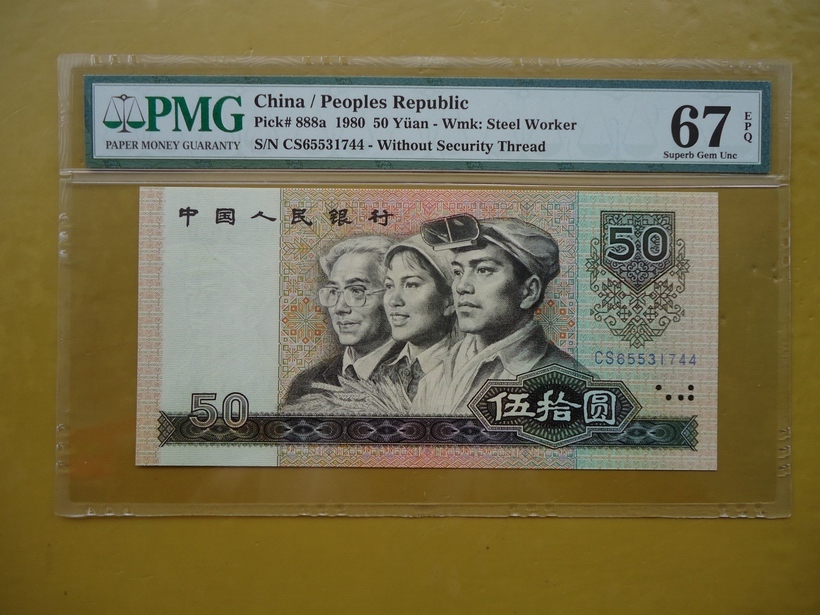 PMG
PAPER MONEY GUARANTY
China / Peoples Republic
Pick# 888a 1980 50 Yüan - Wmk: Steel Worker
S/N CS65531744 - Without Security Thread
67
EPQ
Superb Gem Unc
中国人民银行
50
CS65531744
50
伍拾圆